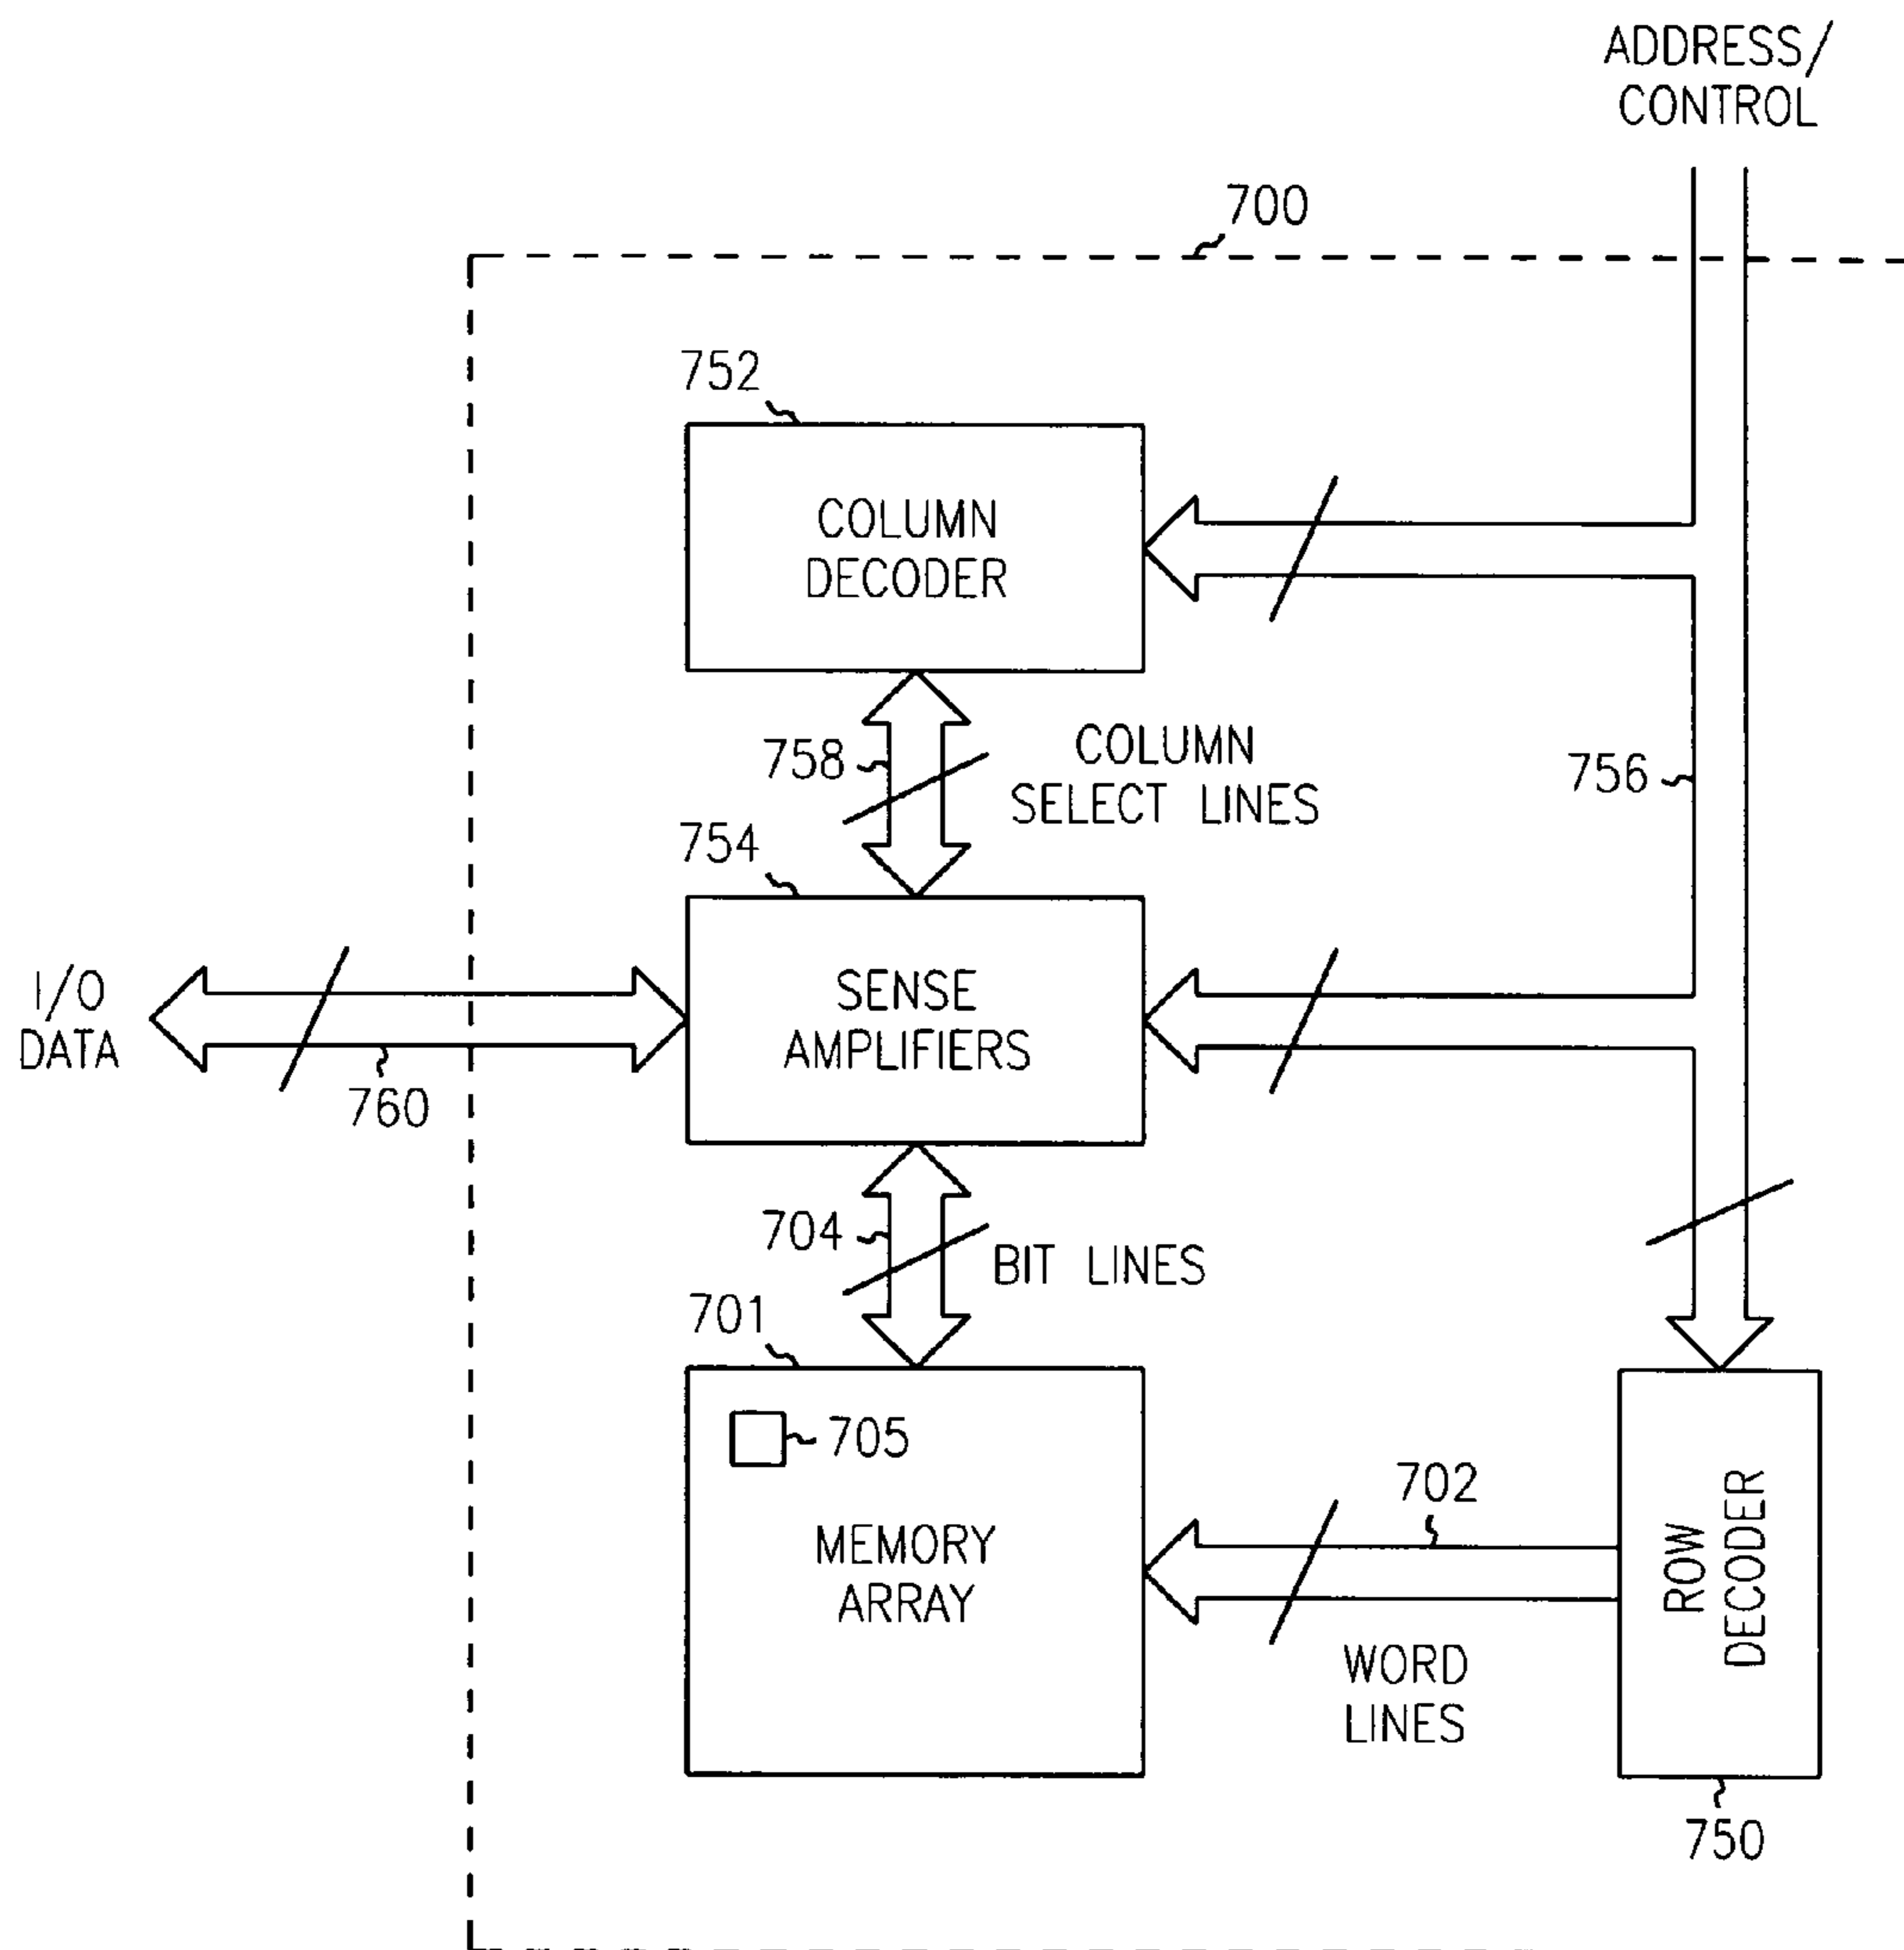 ADDRESS/
CONTROL
700
752
COLUMN
DECODER
758
COLUMN
SELECT LINES
756
754
SENSE
AMPLIFIERS
I/O
DATA
760
704
BIT LINES
701
705
MEMORY
ARRAY
702
WORD
LINES
ROW
DECODER
750